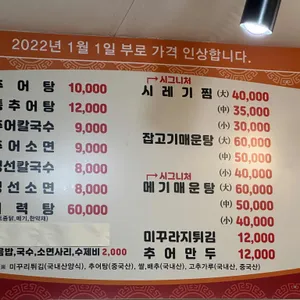 2022년 1월 1일 부로 가격 인상합니다.
어 탕 10,000
추어탕 12,000
어칼국수 9,000
어 소 면 9,000
선칼국수 8,000
선 소 면 8,000
력 탕 60,000
밥,국수,소면사리,수제비 2,000
시그니처
시 레 기 찜 (大) 40,000
(中) 35,000
(小) 30,000
잡고기매운탕 (大) 60,000
(中) 50,000
시그니처 (小) 40,000
메기매운탕 (大) 60,000
(中) 50,000
(小) 40,000
미꾸라지튀김 12,000
추 어 만 두 12,000
미꾸리튀김(국내산양식), 추어탕(중국산), 쌀,배추(국내산), 고추가루(국내산, 중국산)